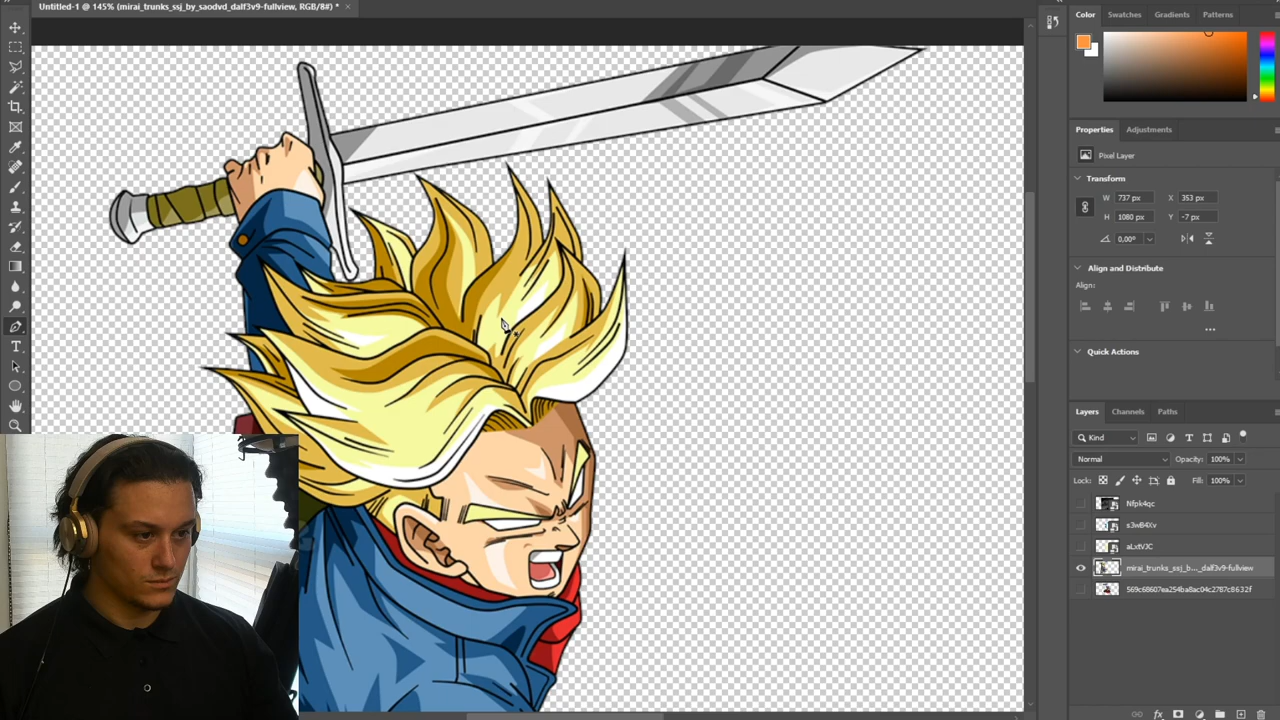 Untitled-1 @ 145% (mirai_trunks_ssj_by_saodvd_dalf3v9-fullview, RGB/8#) *
Color Swatches Gradients Patterns
Properties Adjustments
Pixel Layer
Transform
W 737 px X 353 px
H 1080 px Y -7 px
0,00°
Align and Distribute
Align:
Quick Actions
Layers Channels Paths
Kind
Normal Opacity: 100%
Lock: Fill: 100%
Nfpk4qc
s3wB4Xv
aLxtVJC
mirai_trunks_ssj_b..._dalf3v9-fullview
569c68607ea254ba8ac04c2787c8632f